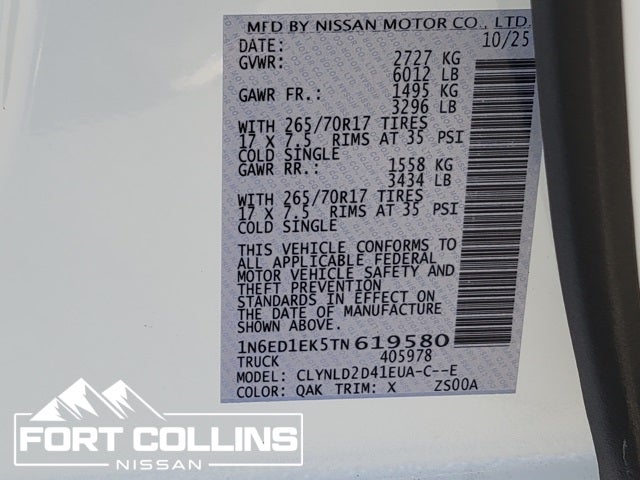 MFD BY NISSAN MOTOR CO., LTD.
DATE: 10/25
GVWR: 2727 KG
6012 LB
GAWR FR.: 1495 KG
3296 LB
WITH 265/70R17 TIRES
17 X 7.5 RIMS AT 35 PSI
COLD SINGLE
GAWR RR.: 1558 KG
3434 LB
WITH 265/70R17 TIRES
17 X 7.5 RIMS AT 35 PSI
COLD SINGLE
THIS VEHICLE CONFORMS TO
ALL APPLICABLE FEDERAL
MOTOR VEHICLE SAFETY AND
THEFT PREVENTION
STANDARDS IN EFFECT ON
THE DATE OF MANUFACTURE
SHOWN ABOVE.
1N6ED1EK5TN619580
TRUCK 405978
MODEL: CLYNLD2D41EUA-C--E
COLOR: QAK TRIM: X ZS00A
FORT COLLINS
NISSAN